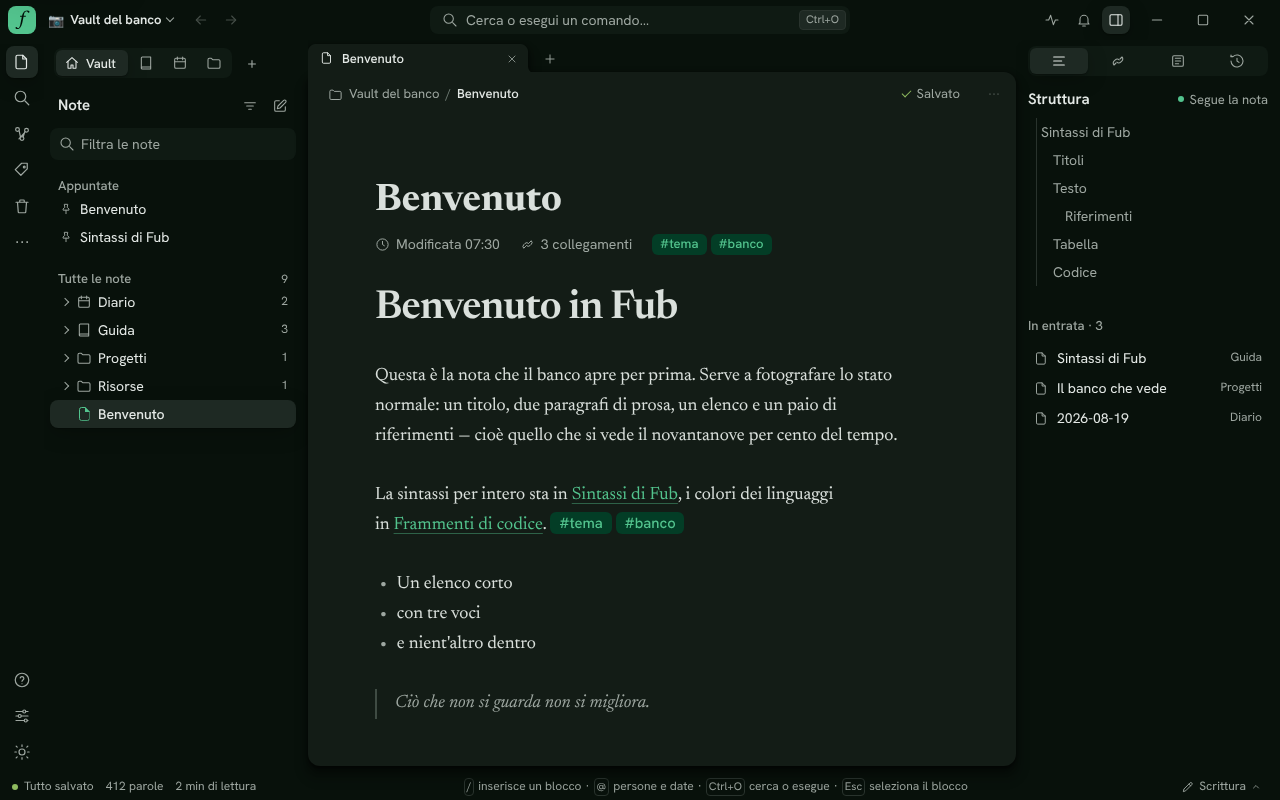 f
Vault del banco
Cerca o esegui un comando...
Ctrl+O
Vault
Note
Filtra le note
Appuntate
Benvenuto
Sintassi di Fub
Tutte le note 9
Diario 2
Guida 3
Progetti 1
Risorse 1
Benvenuto
Benvenuto
Vault del banco / Benvenuto
Salvato
Benvenuto
Modificata 07:30
3 collegamenti
#tema #banco
Benvenuto in Fub
Questa è la nota che il banco apre per prima. Serve a fotografare lo stato
normale: un titolo, due paragrafi di prosa, un elenco e un paio di
riferimenti — cioè quello che si vede il novantanove per cento del tempo.
La sintassi per intero sta in Sintassi di Fub, i colori dei linguaggi
in Frammenti di codice. #tema #banco
• Un elenco corto
• con tre voci
• e nient'altro dentro
Ciò che non si guarda non si migliora.
Struttura
Segue la nota
Sintassi di Fub
Titoli
Testo
Riferimenti
Tabella
Codice
In entrata · 3
Sintassi di Fub Guida
Il banco che vede Progetti
2026-08-19 Diario
Tutto salvato 412 parole 2 min di lettura
/ inserisce un blocco · @ persone e date · Ctrl+O cerca o esegue · Esc seleziona il blocco
Scrittura